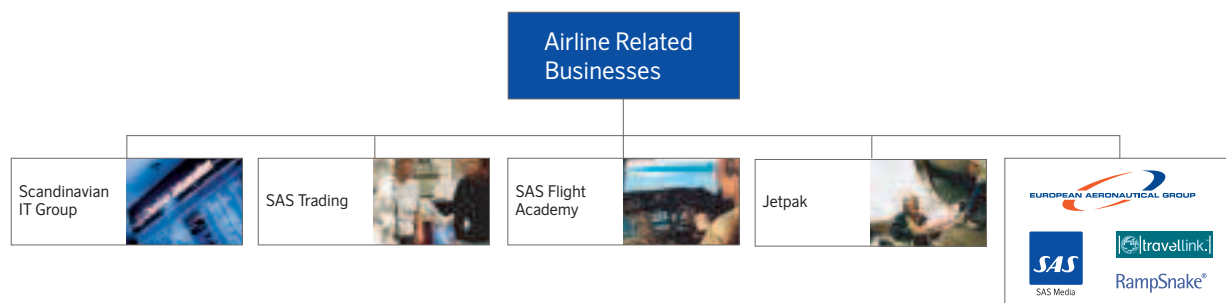 Airline Related
Businesses
Scandinavian
IT Group
SAS Trading
SAS Flight
Academy
Jetpak
EUROPEAN AERONAUTICAL GROUP
SAS
SAS Media
travellink.
RampSnake®